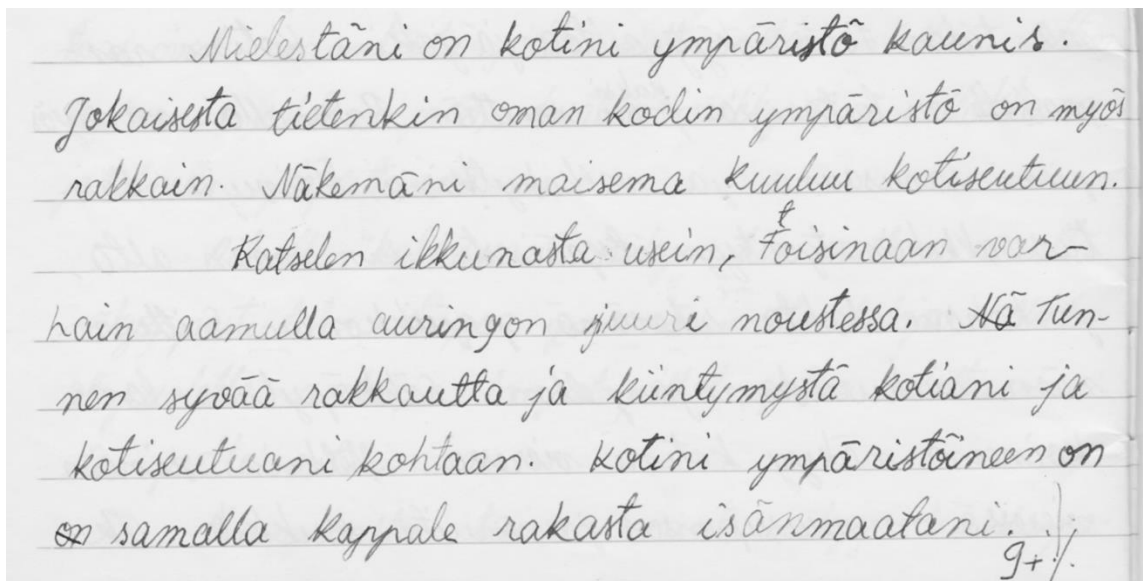 Mielestäni on kotini ympäristö kaunis.
Jokaisesta tietenkin oman kodin ympäristö on myös
rakkain. Näkemäni maisema kuuluu kotiseutuun.
Katselen ikkunasta usein, toisinaan var-
hain aamulla auringon juuri noustessa. Nä Tun-
nen syvää rakkautta ja kiintymystä kotiani ja
kotiseutuani kohtaan. Kotini ympäristöineen on
on samalla kappale rakasta isänmaatani.
9+